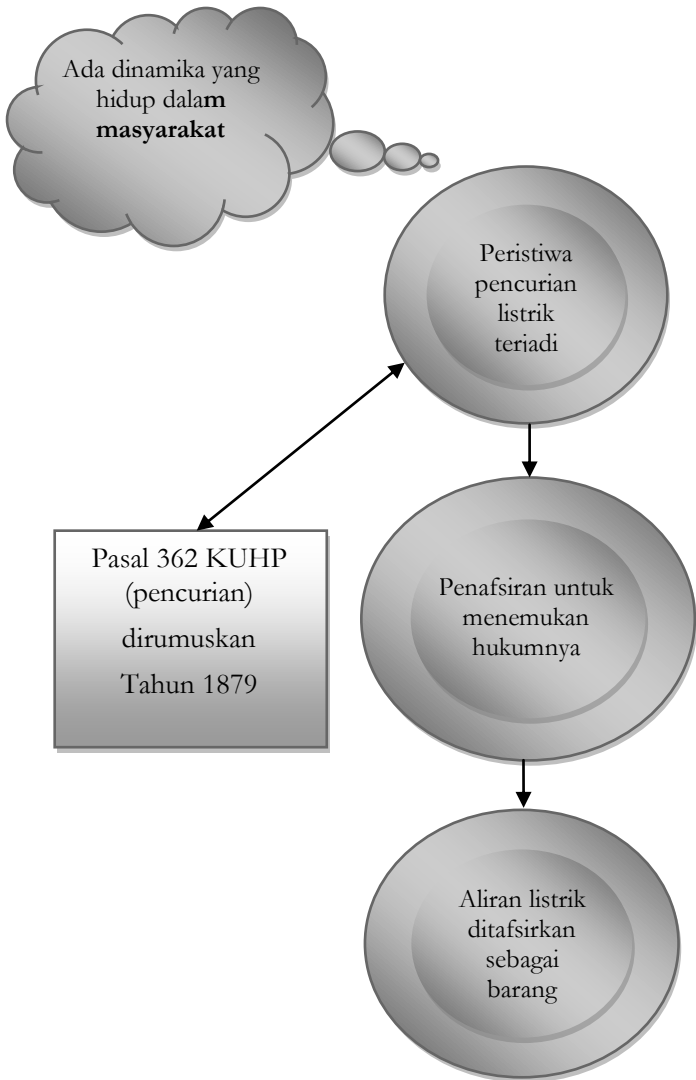 Ada dinamika yang
hidup dalam
masyarakat
Peristiwa
pencurian
listrik
terjadi
Pasal 362 KUHP
(pencurian)
dirumuskan
Tahun 1879
Penafsiran untuk
menemukan
hukumnya
Aliran listrik
ditafsirkan
sebagai
barang